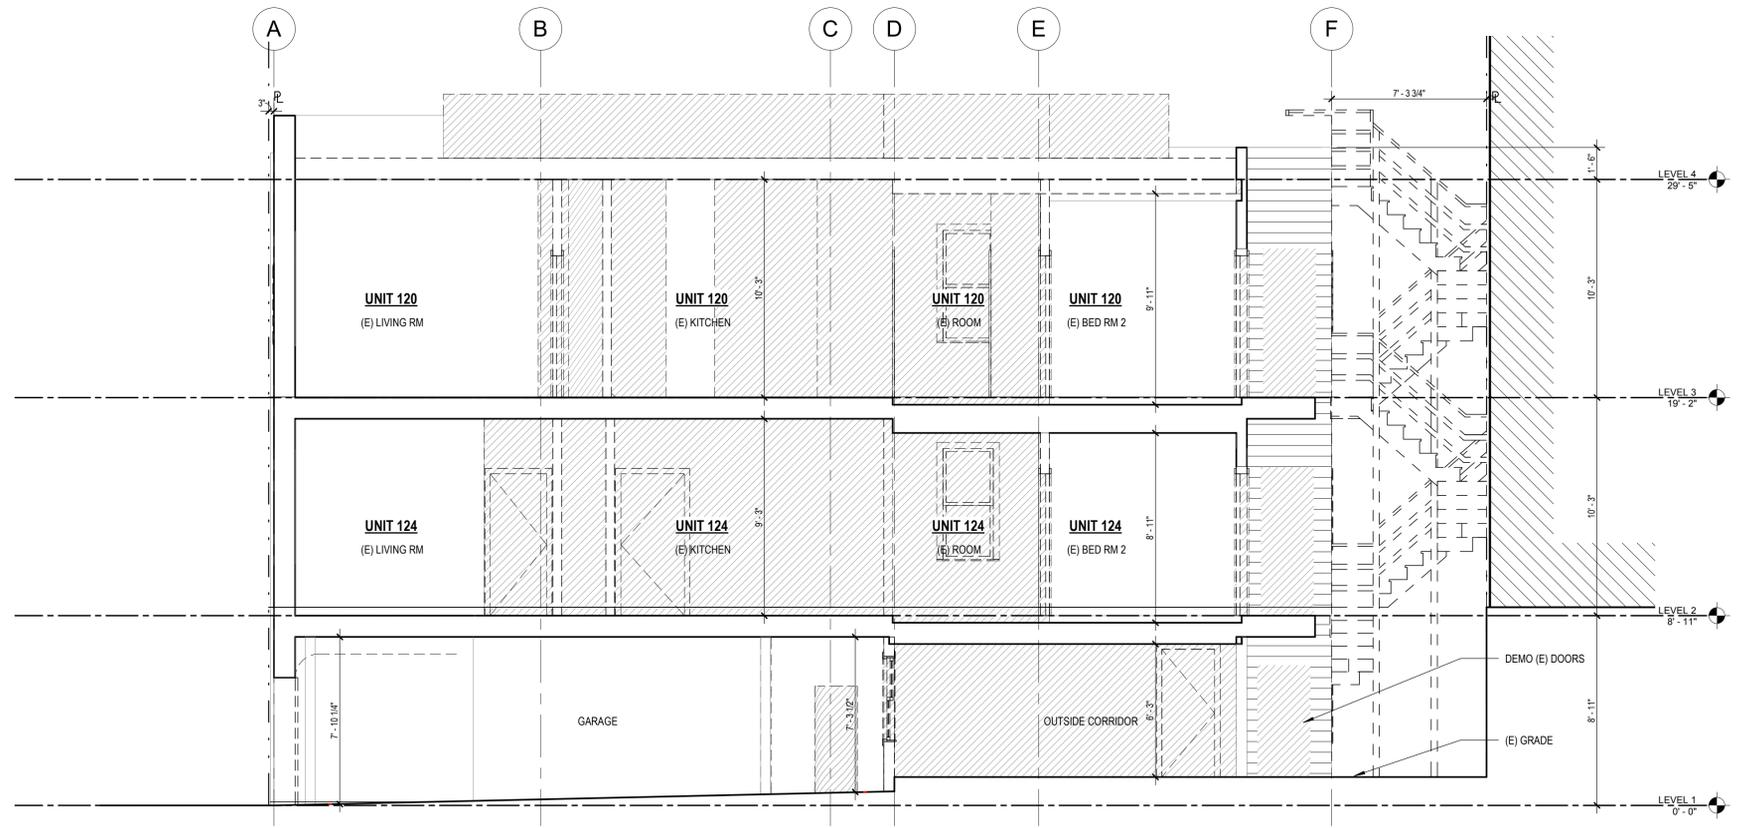 A B C D E F
3"
PL
7' - 3 3/4"
PL
1' - 6"
LEVEL 4
29' - 5"
UNIT 120
(E) LIVING RM
UNIT 120
(E) KITCHEN
10' - 3"
UNIT 120
(E) ROOM
UNIT 120
(E) BED RM 2
9' - 11"
10' - 3"
LEVEL 3
19' - 2"
UNIT 124
(E) LIVING RM
UNIT 124
(E) KITCHEN
9' - 3"
UNIT 124
(E) ROOM
UNIT 124
(E) BED RM 2
8' - 11"
10' - 3"
LEVEL 2
8' - 11"
7' - 10 1/4"
GARAGE
7' - 3 1/2"
OUTSIDE CORRIDOR
6' - 3"
DEMO (E) DOORS
(E) GRADE
8' - 11"
LEVEL 1
0' - 0"